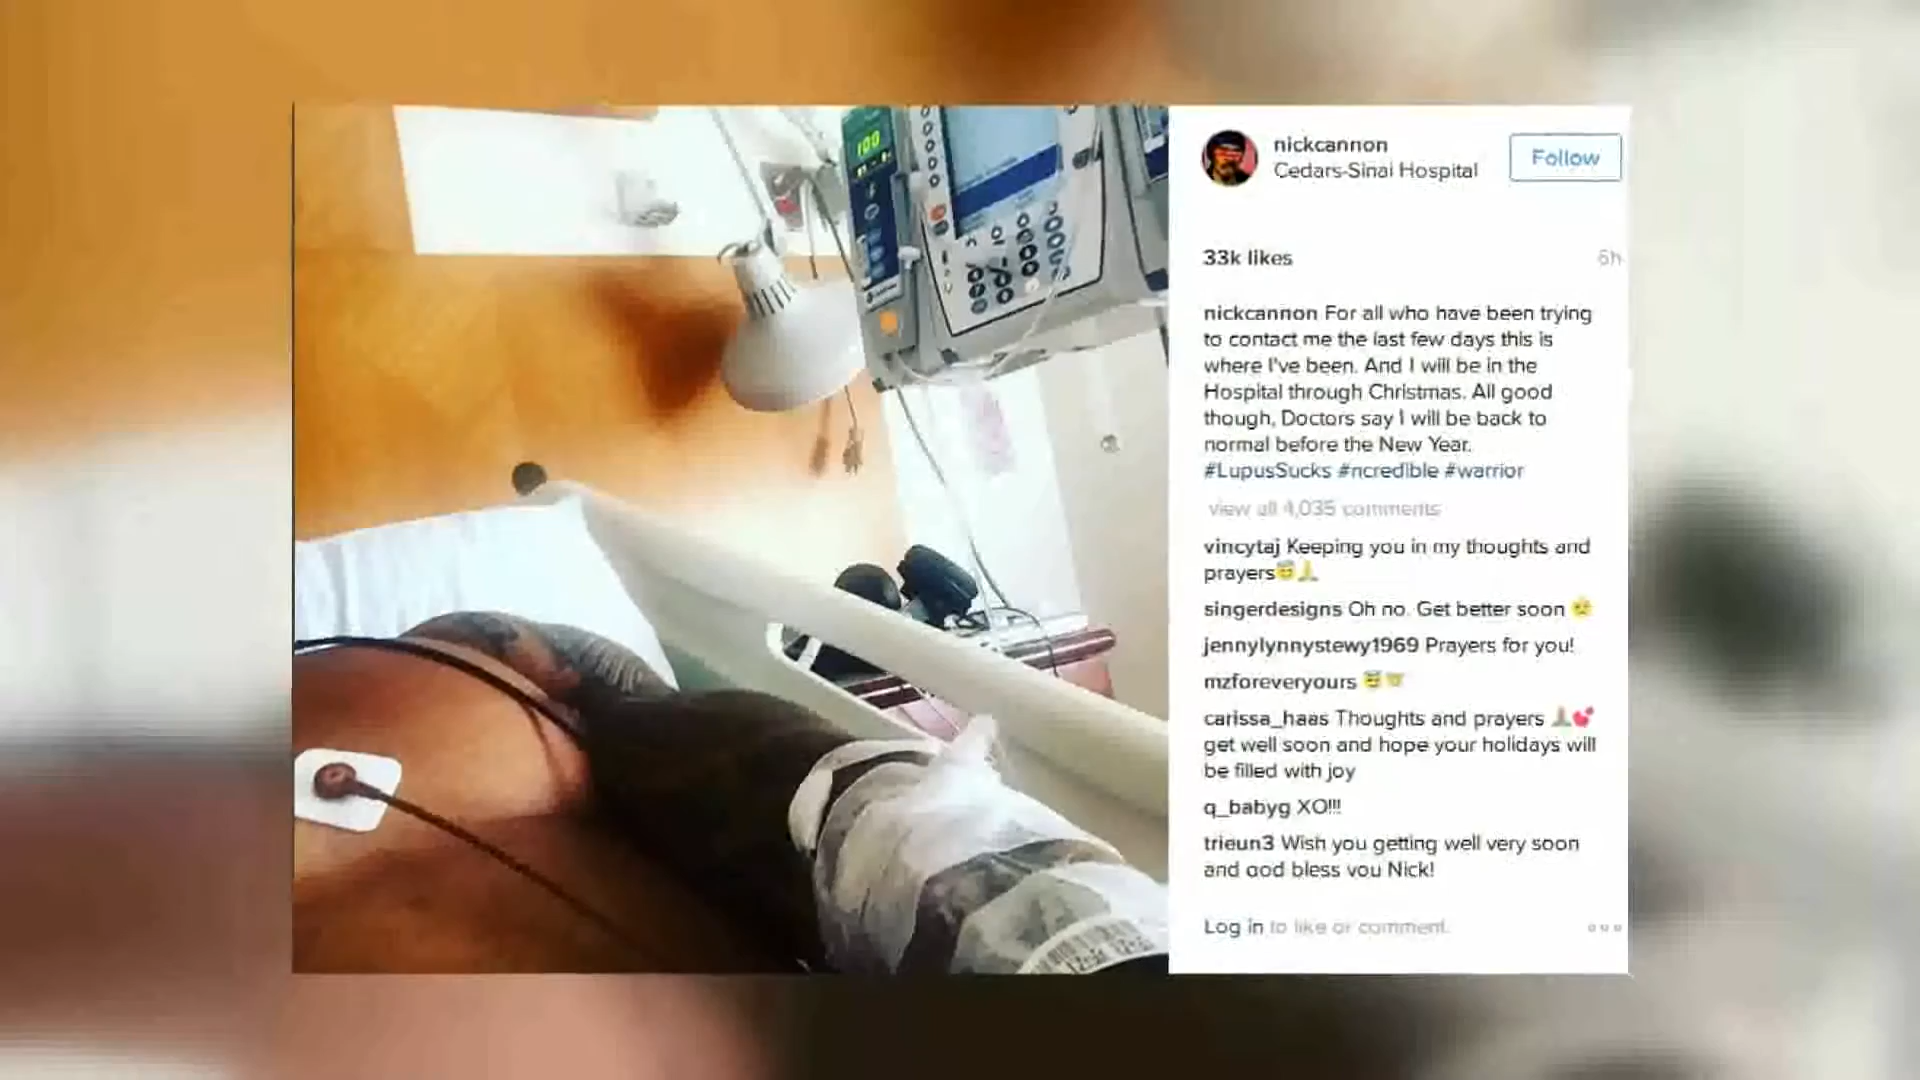 100
nickcannon
Cedars-Sinai Hospital
Follow
33k likes
6h
nickcannon For all who have been trying
to contact me the last few days this is
where I've been. And I will be in the
Hospital through Christmas. All good
though, Doctors say I will be back to
normal before the New Year.
#LupusSucks #ncredible #warrior
view all 4,035 comments
vincytaj Keeping you in my thoughts and
prayers😇🙏
singerdesigns Oh no. Get better soon 😟
jennylynnystewy1969 Prayers for you!
mzforeveryours
carissa_haas Thoughts and prayers 🙏💕
get well soon and hope your holidays will
be filled with joy
q_babyg XO!!!
trieun3 Wish you getting well very soon
and god bless you Nick!
Log in to like or comment.